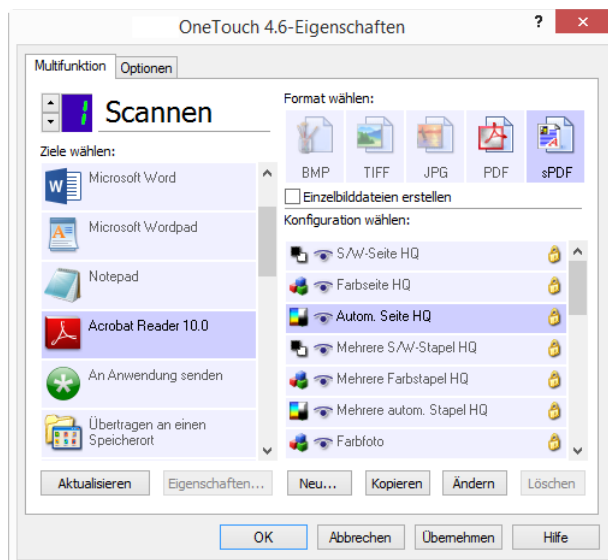 OneTouch 4.6-Eigenschaften
? ×
Multifunktion
Optionen
1 Scannen
Ziele wählen:
Microsoft Word
Microsoft Wordpad
Notepad
Acrobat Reader 10.0
An Anwendung senden
Übertragen an einen
Speicherort
Format wählen:
BMP TIFF JPG PDF sPDF
Einzelbilddateien erstellen
Konfiguration wählen:
S/W-Seite HQ
Farbseite HQ
Autom. Seite HQ
Mehrere S/W-Stapel HQ
Mehrere Farbstapel HQ
Mehrere autom. Stapel HQ
Farbfoto
Aktualisieren Eigenschaften... Neu... Kopieren Ändern Löschen
OK Abbrechen Übernehmen Hilfe